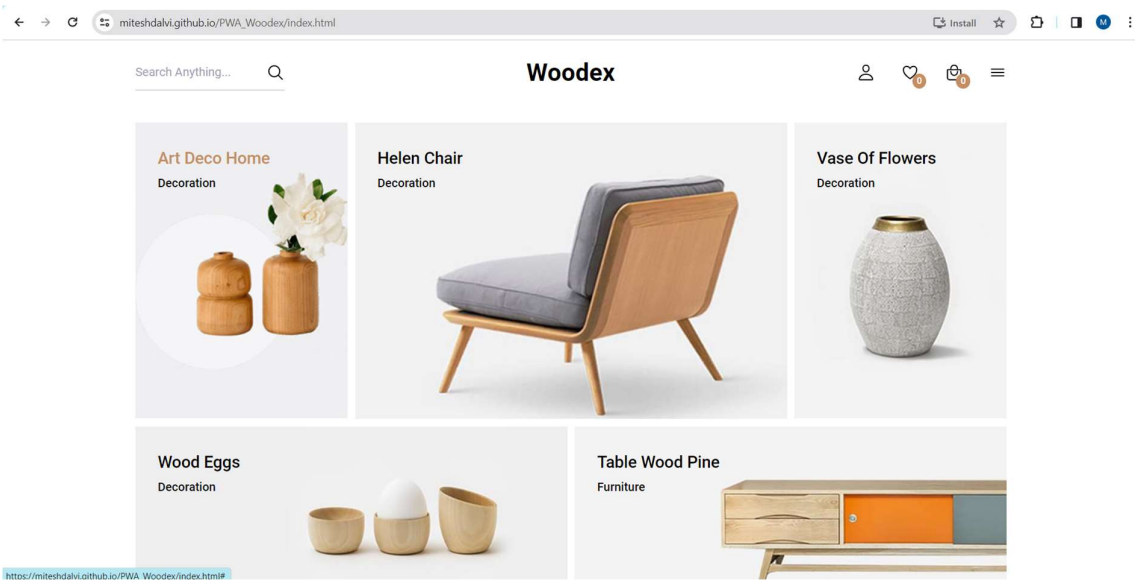 miteshdalvi.github.io/PWA_Woodex/index.html
Install
M
Search Anything...
Woodex
0
0
Art Deco Home
Decoration
Helen Chair
Decoration
Vase Of Flowers
Decoration
Wood Eggs
Decoration
Table Wood Pine
Furniture
https://miteshdalvi.github.io/PWA_Woodex/index.html#